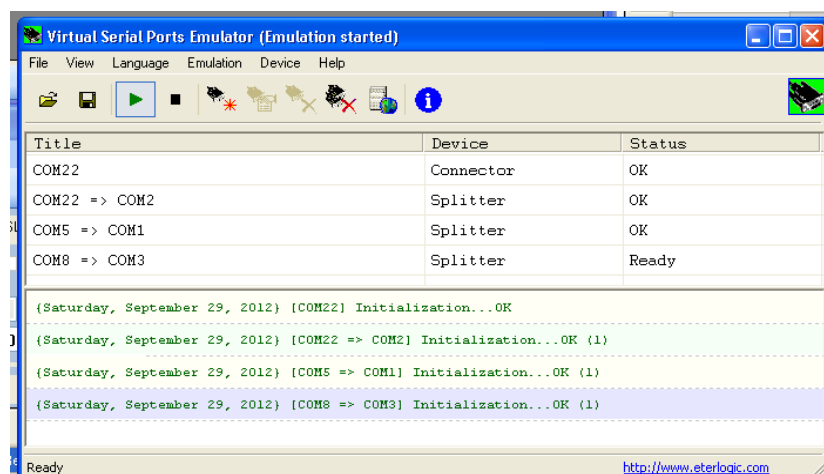 Virtual Serial Ports Emulator (Emulation started)
File View Language Emulation Device Help
Title Device Status
COM22 Connector OK
COM22 => COM2 Splitter OK
COM5 => COM1 Splitter OK
COM8 => COM3 Splitter Ready
{Saturday, September 29, 2012} [COM22] Initialization...OK
{Saturday, September 29, 2012} [COM22 => COM2] Initialization...OK (1)
{Saturday, September 29, 2012} [COM5 => COM1] Initialization...OK (1)
{Saturday, September 29, 2012} [COM8 => COM3] Initialization...OK (1)
Ready http://www.eterlogic.com